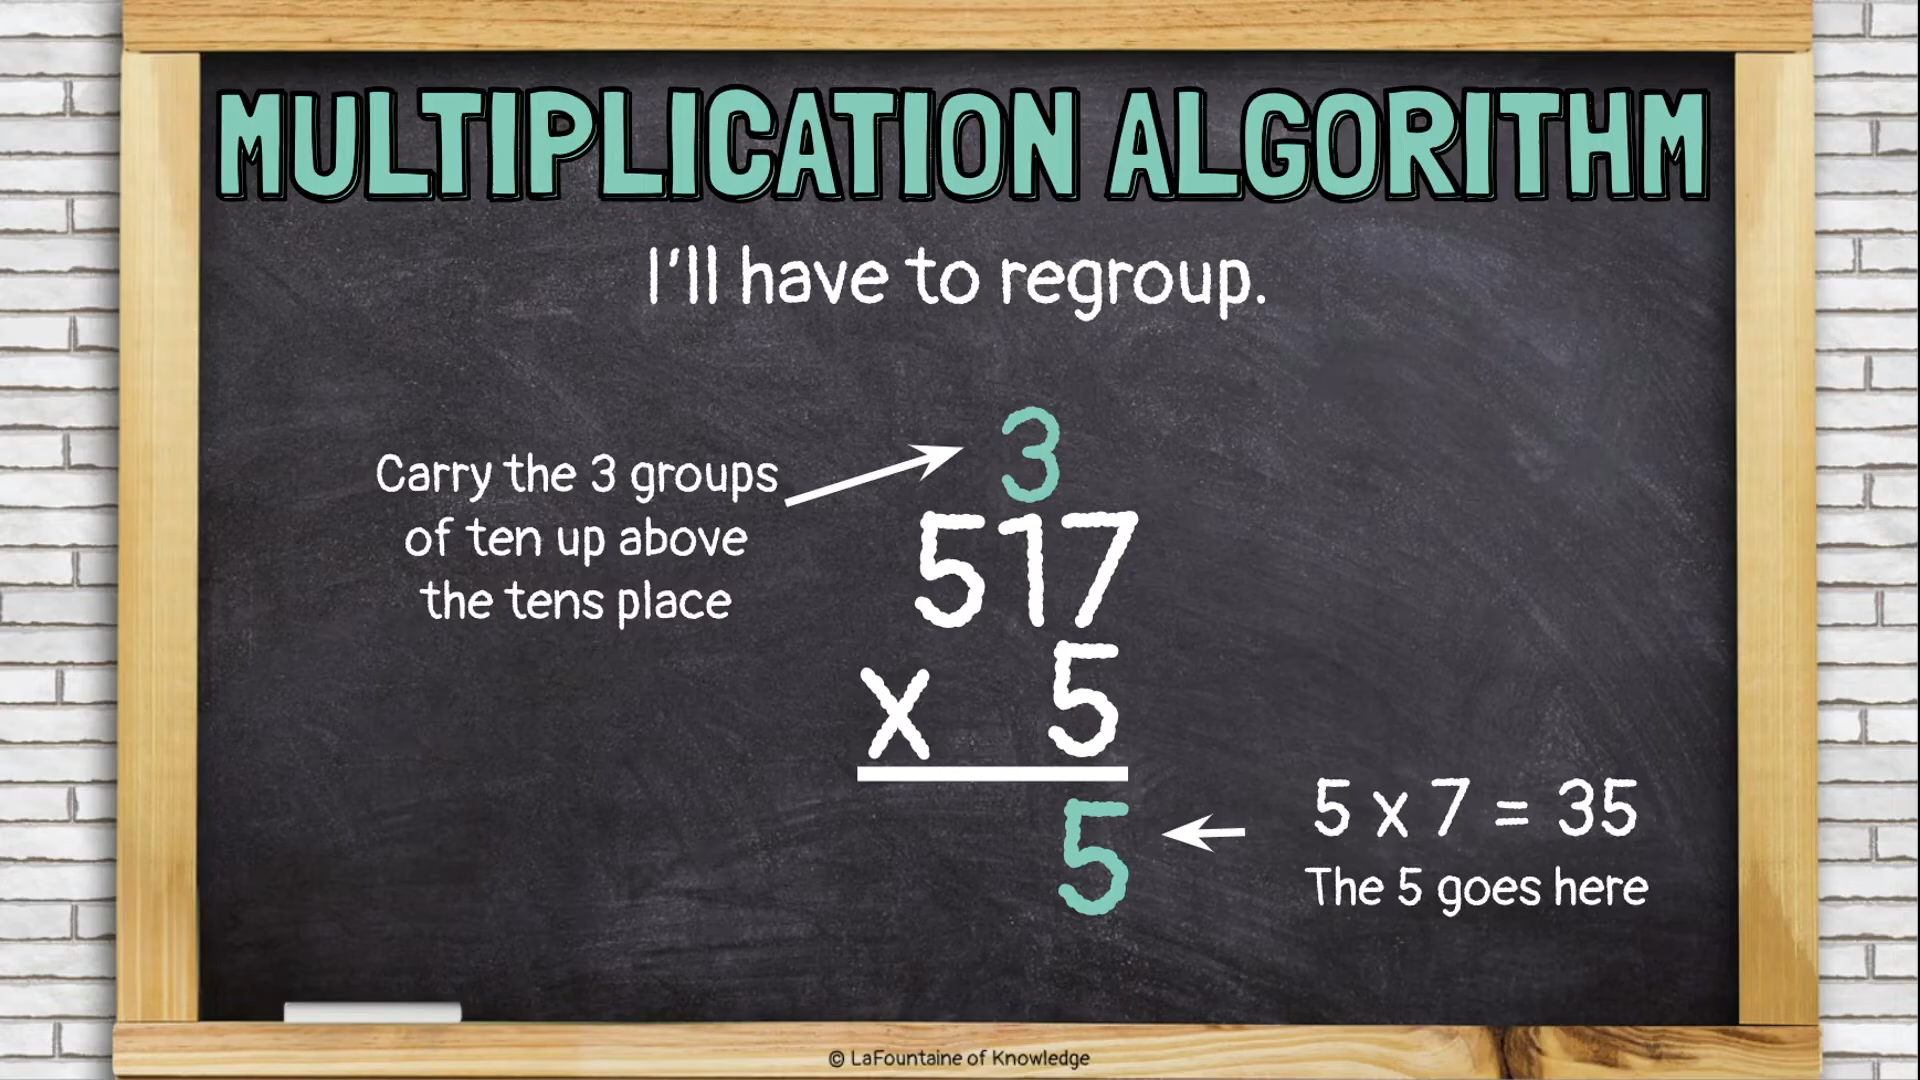 MULTIPLICATION ALGORITHM
I'll have to regroup.
3
Carry the 3 groups
of ten up above
the tens place
517
x 5
5
5 x 7 = 35
The 5 goes here
© LaFountaine of Knowledge